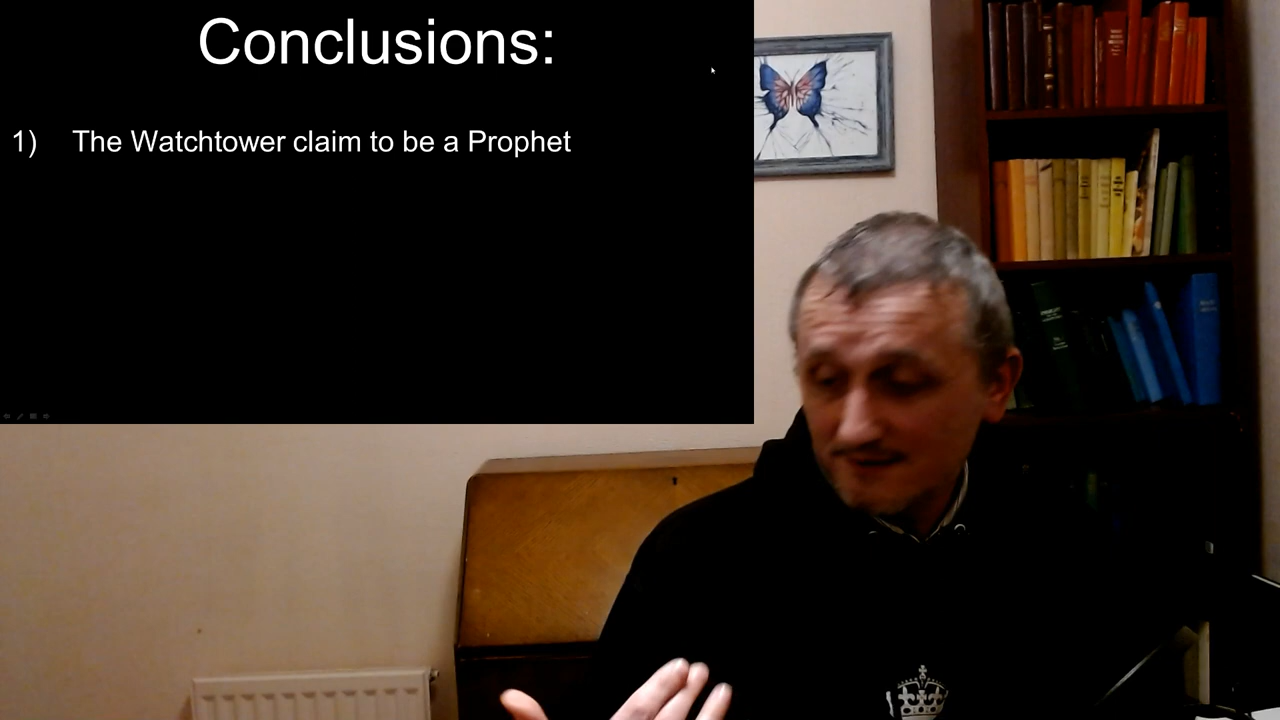 Conclusions:
1) The Watchtower claim to be a Prophet